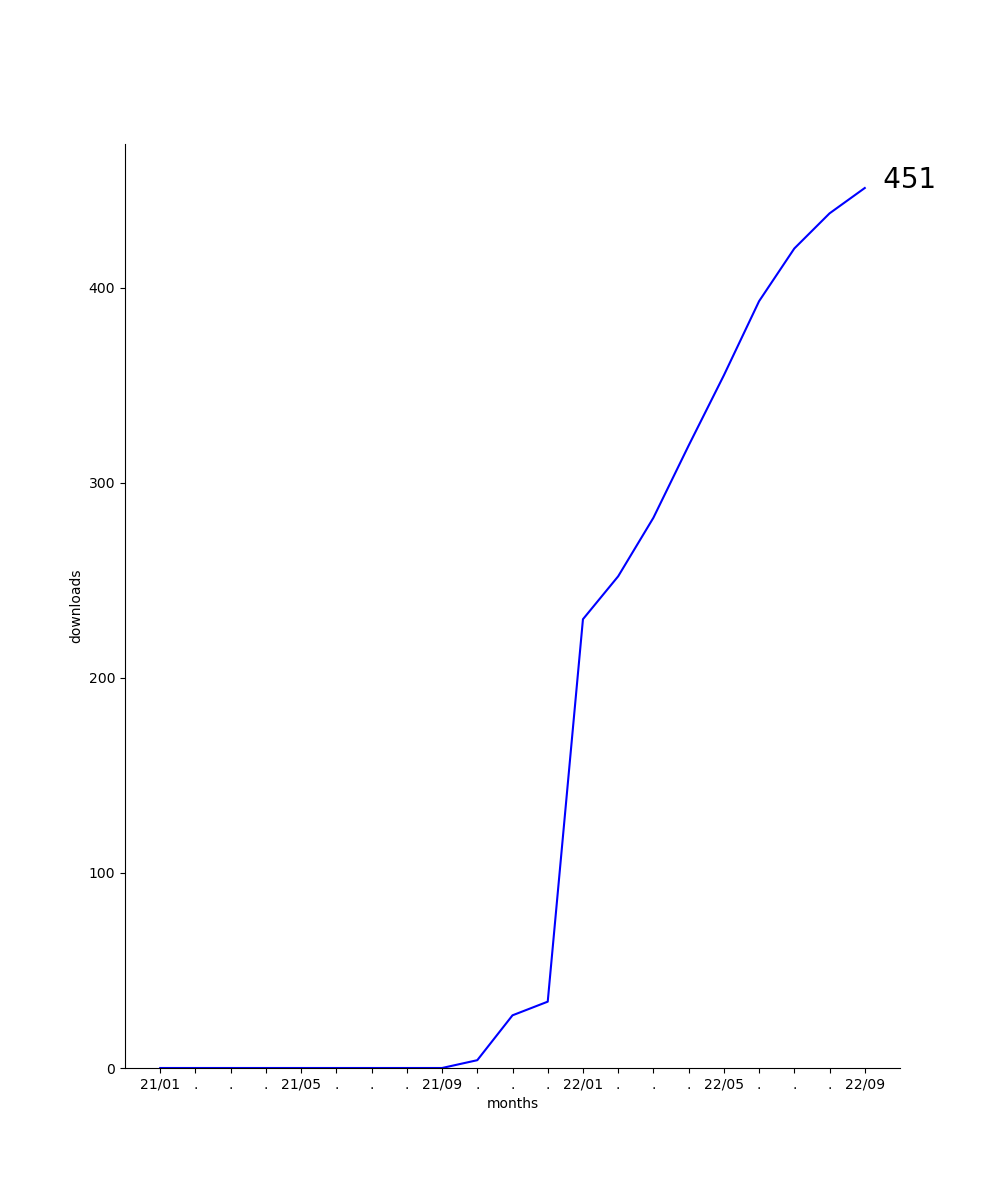 451
400
300
200
100
0
downloads
21/01 . . . 21/05 . . . 21/09 . . . 22/01 . . . 22/05 . . . 22/09
months